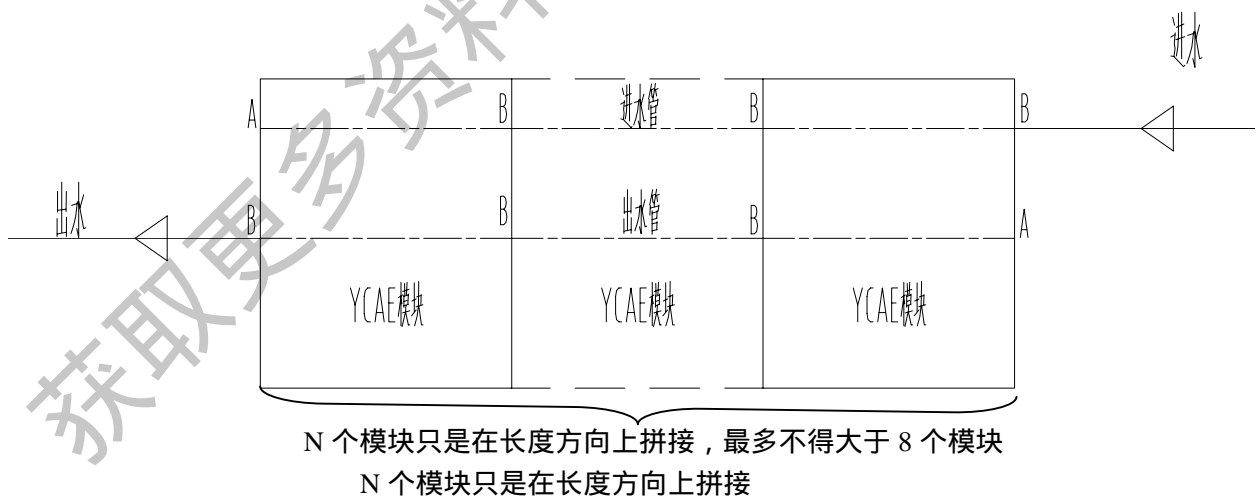 进水
A B 进水管 B B
出水
B B 出水管 B A
YCAE模块 YCAE模块 YCAE模块
N 个模块只是在长度方向上拼接，最多不得大于 8 个模块
N 个模块只是在长度方向上拼接
获取更多资料